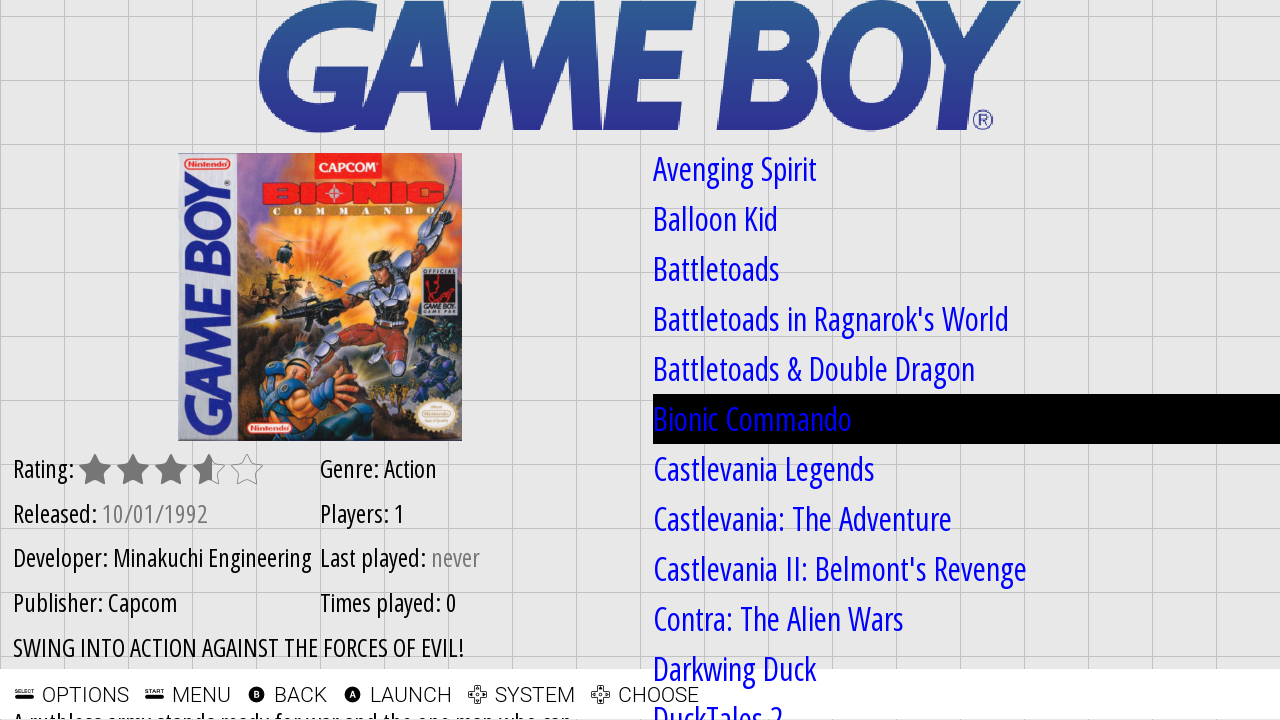 GAME BOY®
Nintendo
GAME BOY
Nintendo
CAPCOM
BIONIC
COMMANDO
OFFICIAL
GAME BOY
GAME PAK
Rating:
Genre: Action
Released: 10/01/1992
Players: 1
Developer: Minakuchi Engineering
Last played: never
Publisher: Capcom
Times played: 0
SWING INTO ACTION AGAINST THE FORCES OF EVIL!
A ruthless army stands ready for war and the one man who can
Avenging Spirit
Balloon Kid
Battletoads
Battletoads in Ragnarok's World
Battletoads & Double Dragon
Bionic Commando
Castlevania Legends
Castlevania: The Adventure
Castlevania II: Belmont's Revenge
Contra: The Alien Wars
Darkwing Duck
DuckTales 2
SELECT OPTIONS START MENU B BACK A LAUNCH SYSTEM CHOOSE